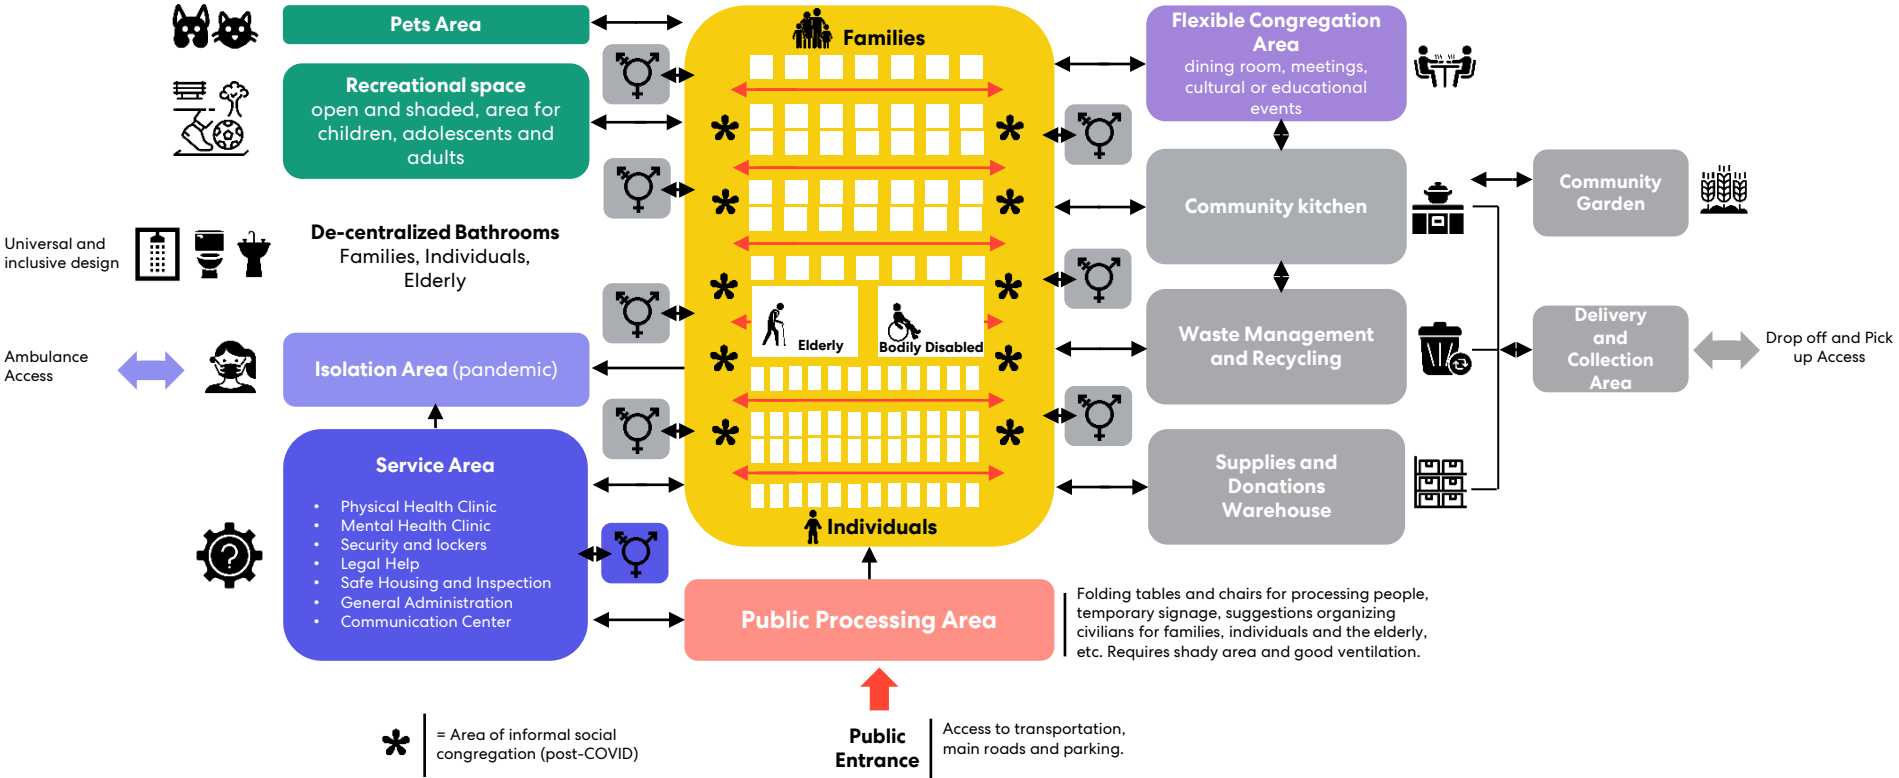 Pets Area
Recreational space
open and shaded, area for
children, adolescents and
adults
Universal and
inclusive design
De-centralized Bathrooms
Families, Individuals,
Elderly
Ambulance
Access
Isolation Area (pandemic)
Service Area
• Physical Health Clinic
• Mental Health Clinic
• Security and lockers
• Legal Help
• Safe Housing and Inspection
• General Administration
• Communication Center
Families
Elderly
Bodily Disabled
Individuals
Public Processing Area
Folding tables and chairs for processing people,
temporary signage, suggestions organizing
civilians for families, individuals and the elderly,
etc. Requires shady area and good ventilation.
Flexible Congregation
Area
dining room, meetings,
cultural or educational
events
Community kitchen
Community
Garden
Waste Management
and Recycling
Delivery
and
Collection
Area
Drop off and Pick
up Access
Supplies and
Donations
Warehouse
* = Area of informal social
congregation (post-COVID)
Public
Entrance
Access to transportation,
main roads and parking.